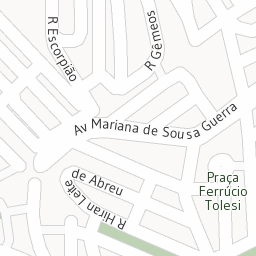 R Escorpião
R Gêmeos
Av Mariana de Sousa Guerra
Praça
Ferrúcio
Tolesi
R Hiran Leite
de Abreu